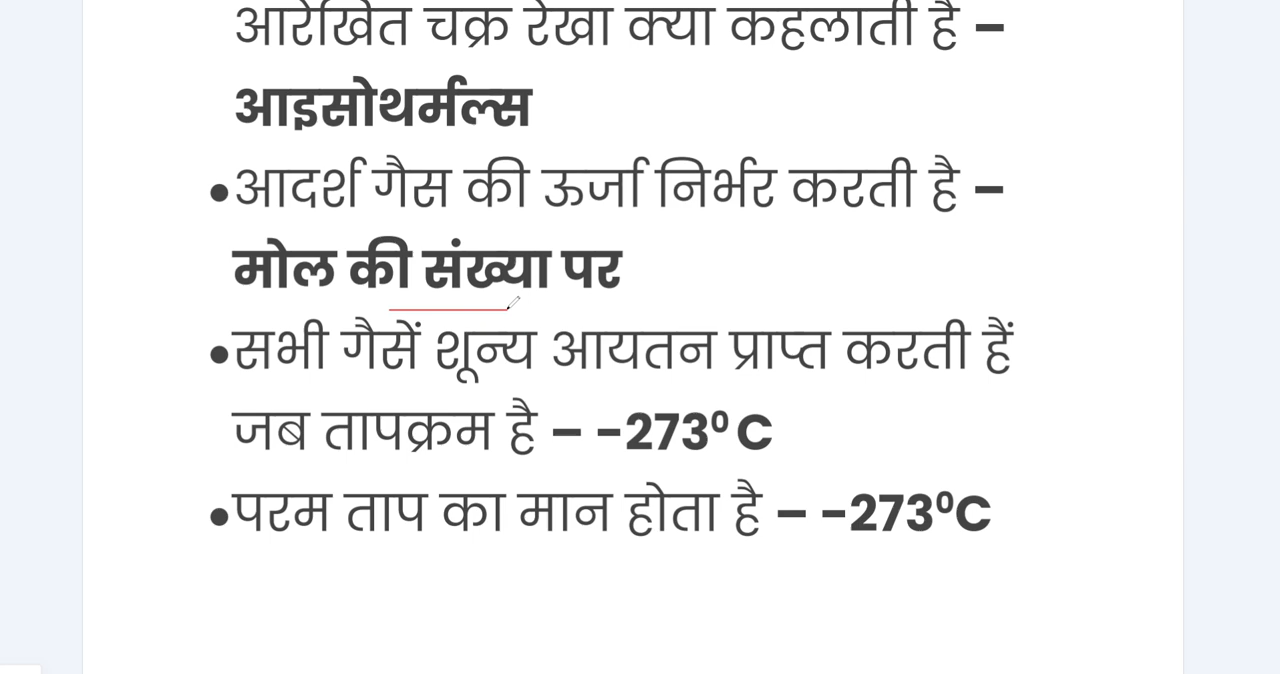 आरेखित चक्र रेखा क्या कहलाती है –
आइसोथर्मल्स
•आदर्श गैस की ऊर्जा निर्भर करती है –
मोल की संख्या पर
•सभी गैसें शून्य आयतन प्राप्त करती हैं
जब तापक्रम है – -273⁰ C
•परम ताप का मान होता है – -273⁰C